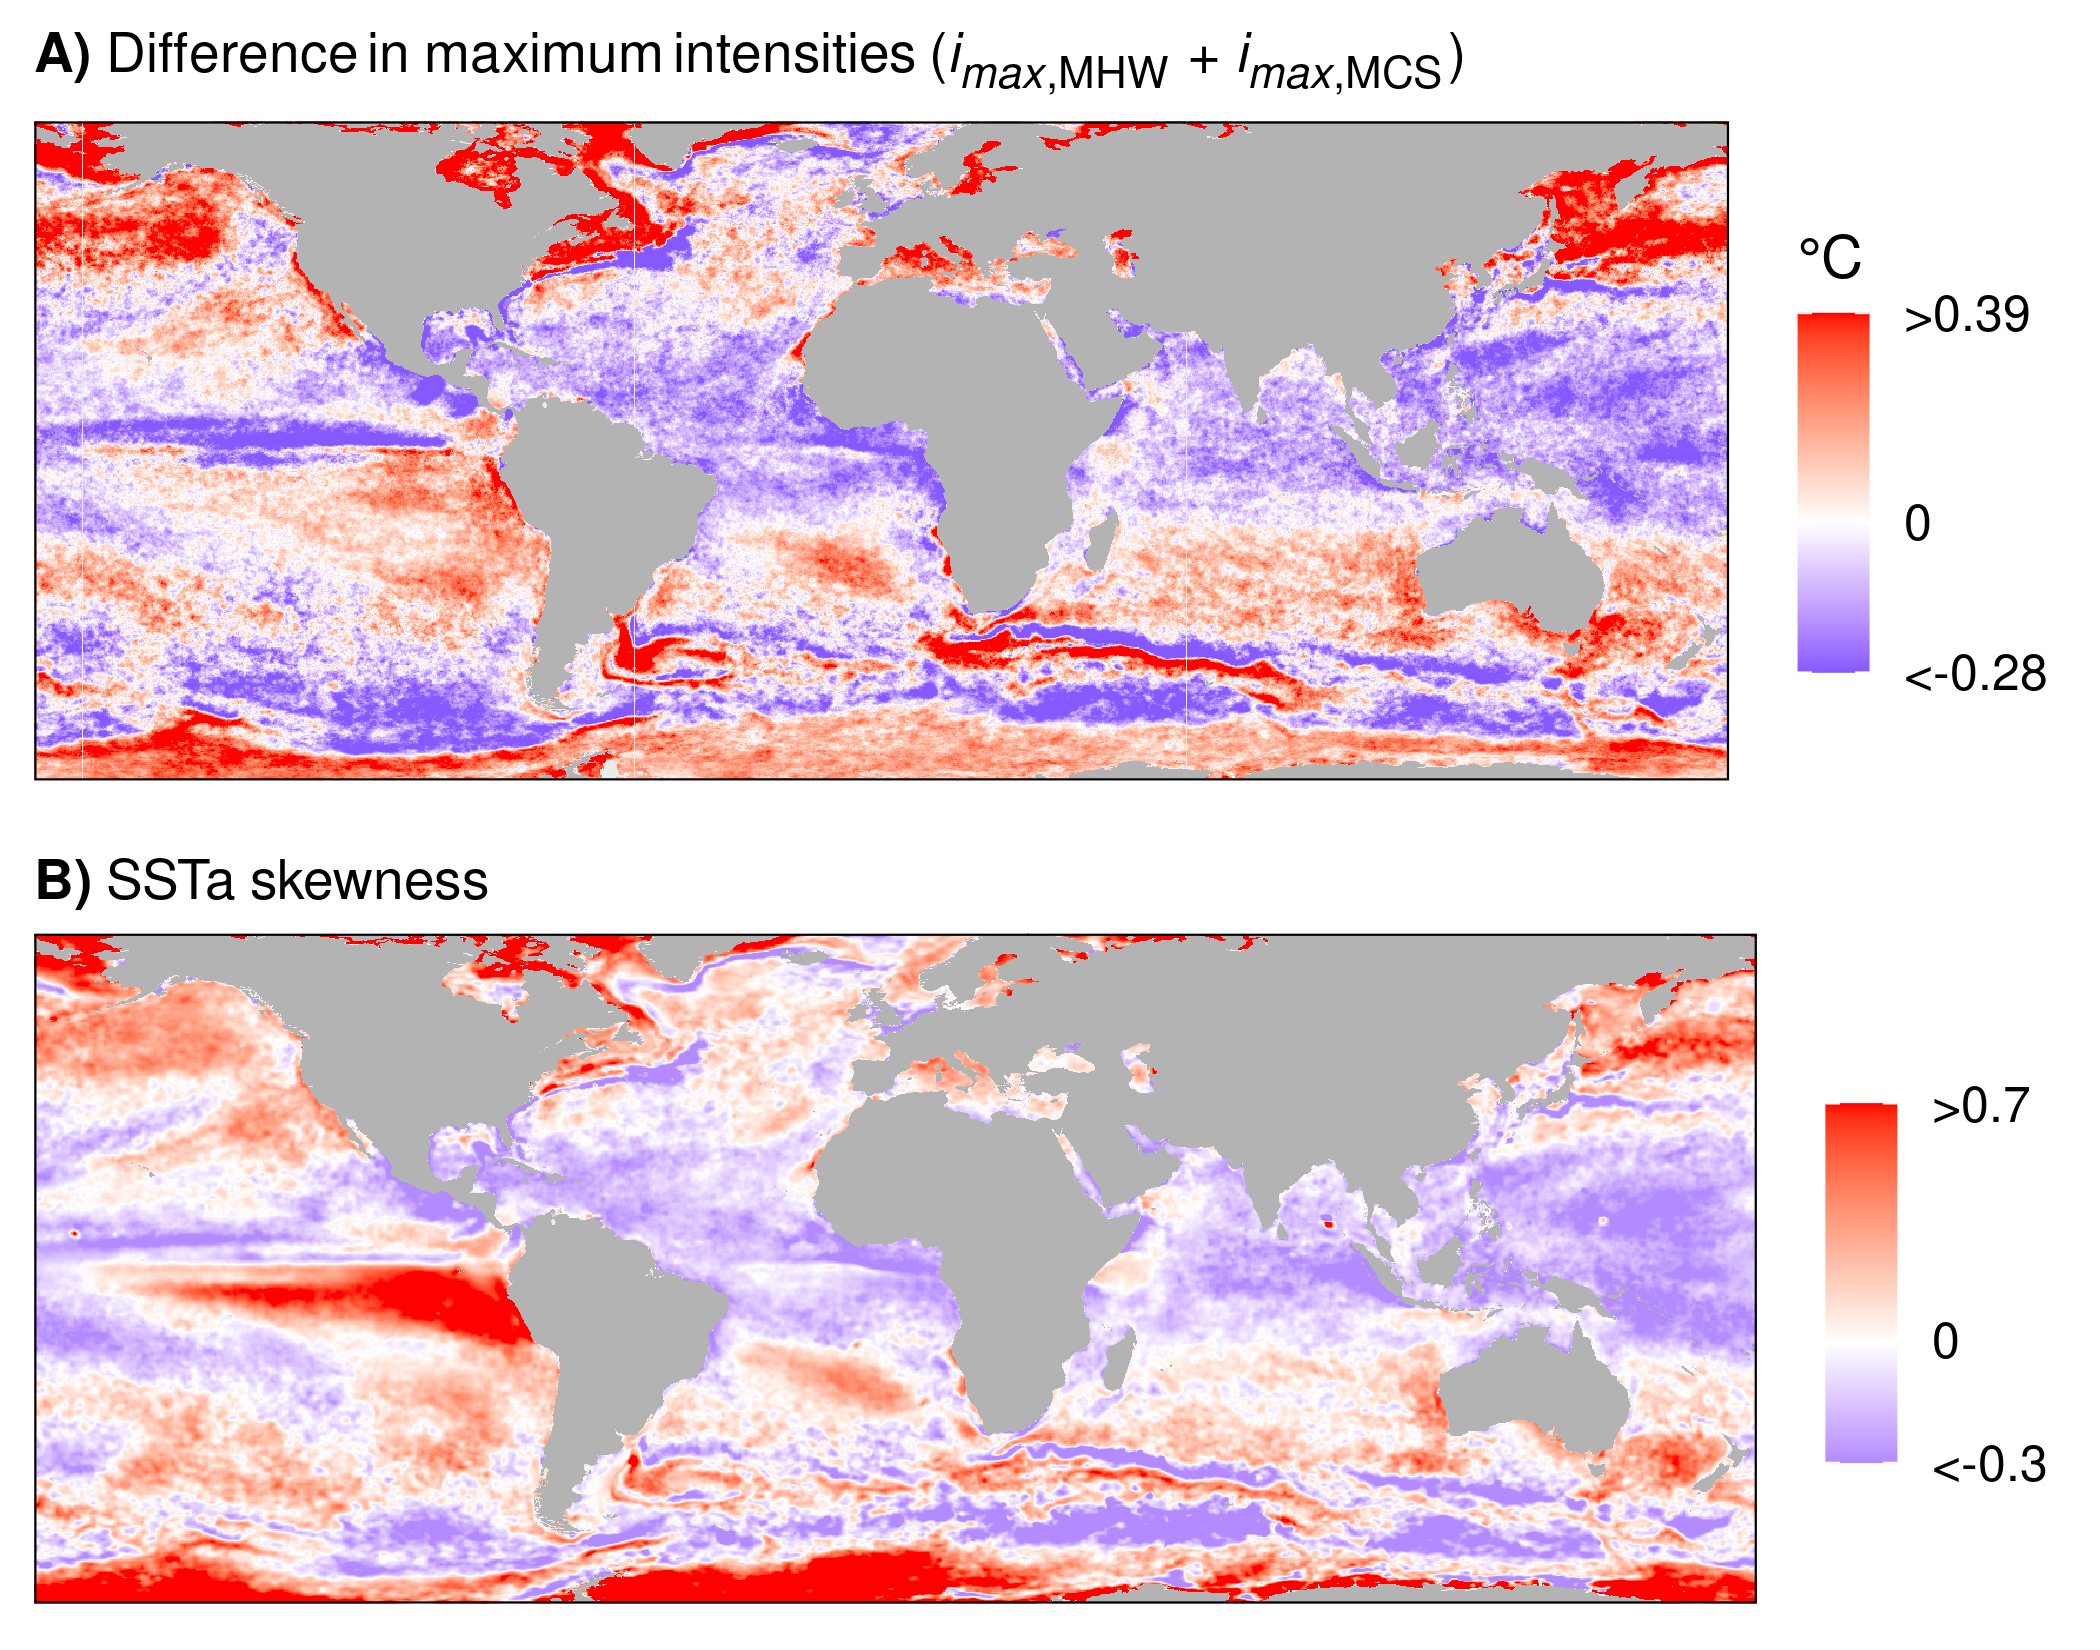 A) Difference in maximum intensities (imax,MHW + imax,MCS)
°C
>0.39
0
<-0.28
B) SSTa skewness
>0.7
0
<-0.3